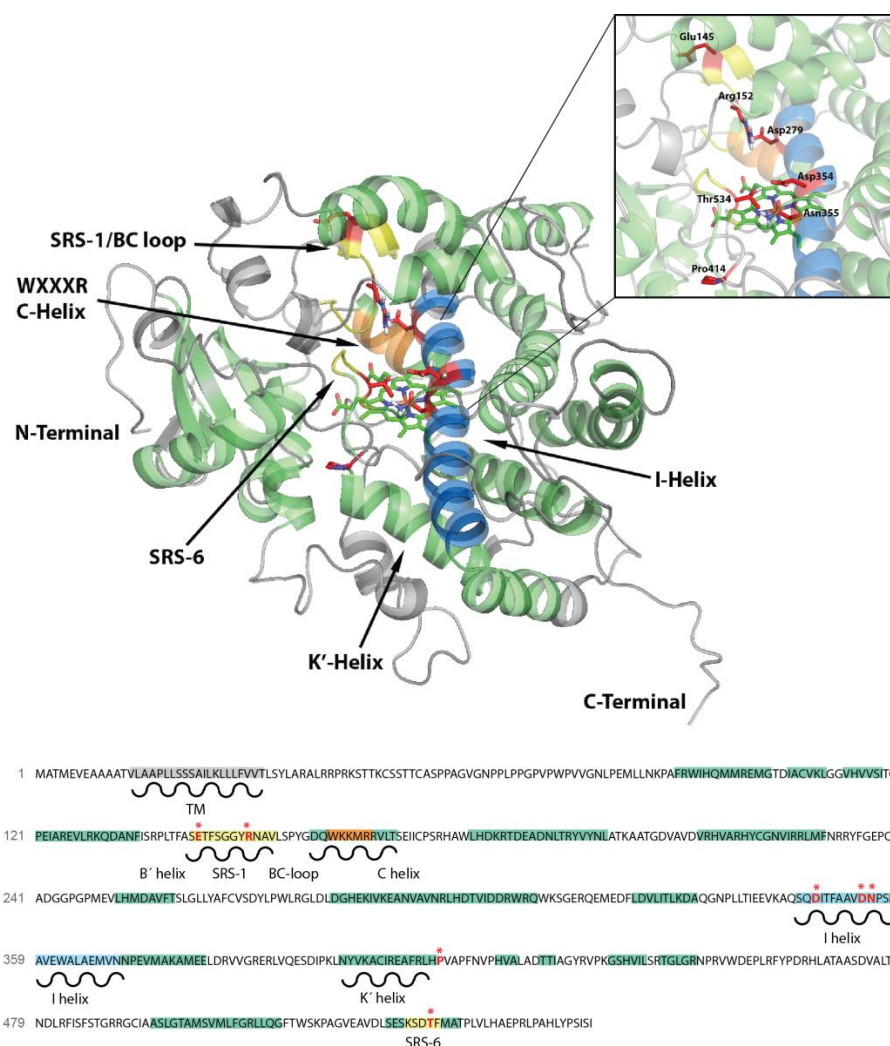 Glu145
Arg152
Asp279
Asp354
Thr534
Asn355
Pro414
SRS-1/BC loop
WXXXR
C-Helix
N-Terminal
I-Helix
SRS-6
K’-Helix
C-Terminal
1 MATMEVEAAAATVLAAPLLSSSAILKLLLFVVTLSYLARALRRPRKSTTKCSSTTCASPPAGVGNPPLPPGPVPWPVVGNLPEMLLNKPAFRWIHQMMREMGTDIACVKLGGVHVVSIT
TM
* *
121 PEIAREVLRKQDANFISRPLTFASETFSGGYRNAVLSPYGDQWKKMRRVLTSEIICPSRHAWLHDKRTDEADNLTRYVYNLATKAATGDVAVDVRHVARHYCGNVIRRLMFNRRYFGEPQ
B´ helix SRS-1 BC-loop C helix
* **
241 ADGGPGPMEVLHMDAVFTSLGLLYAFCVSDYLPWLRGLDLDGHEKIVKEANVAVNRLHDTVIDDRWRQWKSGERQEMEDFLDVLITLKDAQGNPLLTIEEVKAQSQDITFAAVDNPS
I helix
*
359 AVEWALAEMVNNPEVMAKAMEELDRVVGRERLVQESDIPKLNYVKACIREAFRLHPVAPFNVPHVALADTTIAGYRVPKGSHVILSRTGLGRNPRVWDEPLRFYPDRHLATAASDVALT
I helix K´ helix
*
479 NDLRFISFSTGRRGCIAASLGTAMSVMLFGRLLQGFTWSKPAGVEAVDLSESKSDTFMATPLVLHAEPRLPAHLYPSISI
SRS-6